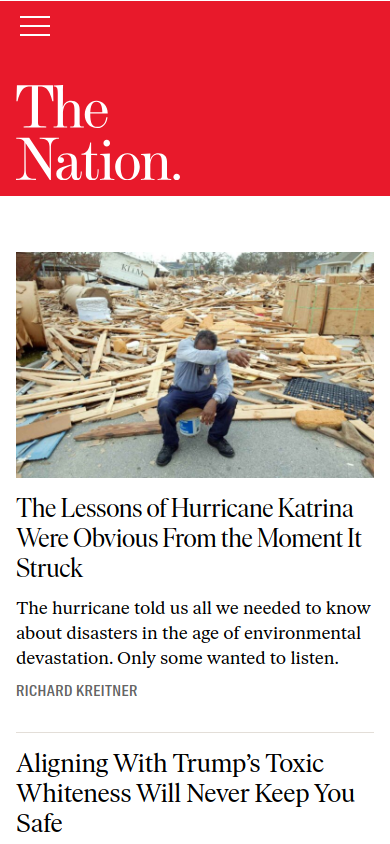 The
Nation.
The Lessons of Hurricane Katrina
Were Obvious From the Moment It
Struck
The hurricane told us all we needed to know
about disasters in the age of environmental
devastation. Only some wanted to listen.
RICHARD KREITNER
Aligning With Trump’s Toxic
Whiteness Will Never Keep You
Safe